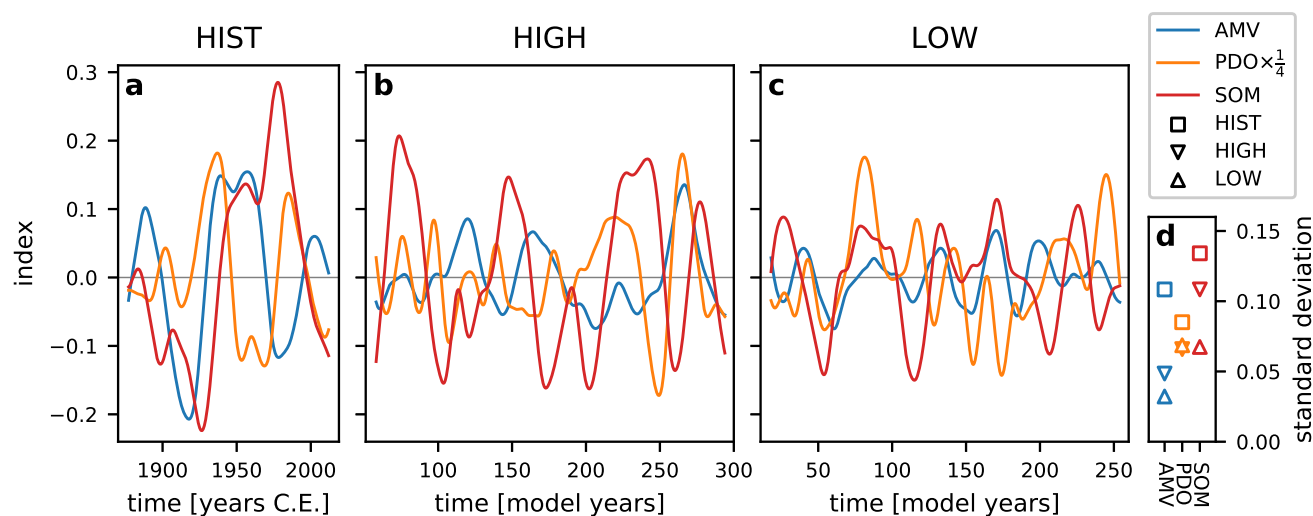 HIST
HIGH
LOW
a
b
c
d
index
0.3
0.2
0.1
0.0
−0.1
−0.2
1900 1950 2000
100 150 200 250 300
50 100 150 200 250
time [years C.E.]
time [model years]
time [model years]
AMV
PDO×1/4
SOM
HIST
HIGH
LOW
0.15
0.10
0.05
0.00
standard deviation
AMV
PDO
SOM